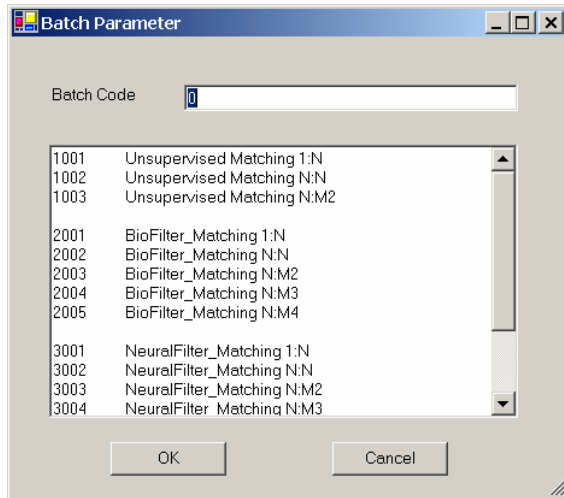 Batch Parameter
Batch Code 0
1001 Unsupervised Matching 1:N
1002 Unsupervised Matching N:N
1003 Unsupervised Matching N:M2
2001 BioFilter_Matching 1:N
2002 BioFilter_Matching N:N
2003 BioFilter_Matching N:M2
2004 BioFilter_Matching N:M3
2005 BioFilter_Matching N:M4
3001 NeuralFilter_Matching 1:N
3002 NeuralFilter_Matching N:N
3003 NeuralFilter_Matching N:M2
3004 NeuralFilter_Matching N:M3
OK Cancel